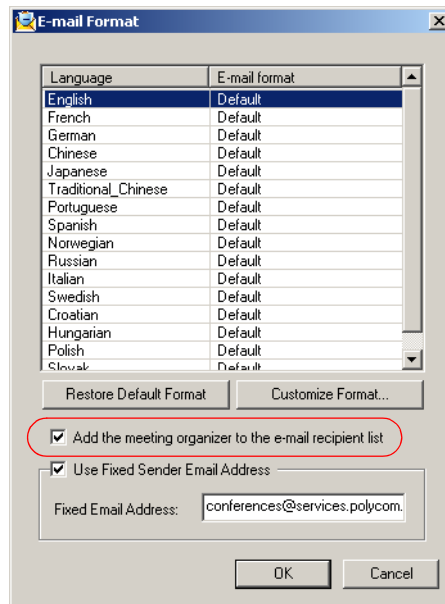 E-mail Format
Language E-mail format
English Default
French Default
German Default
Chinese Default
Japanese Default
Traditional_Chinese Default
Portuguese Default
Spanish Default
Norwegian Default
Russian Default
Italian Default
Swedish Default
Croatian Default
Hungarian Default
Polish Default
Slovak Default
Restore Default Format Customize Format...
Add the meeting organizer to the e-mail recipient list
Use Fixed Sender Email Address
Fixed Email Address: conferences@services.polycom.
OK Cancel